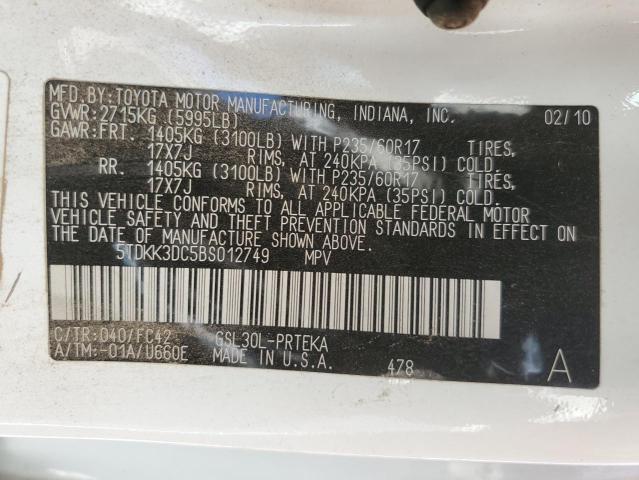 MFD.BY:TOYOTA MOTOR MANUFACTURING, INDIANA, INC. 02/10
GVWR:2715KG (5995LB)
GAWR:FRT. 1405KG (3100LB) WITH P235/60R17 TIRES,
17X7J RIMS, AT 240KPA (35PSI) COLD.
RR. 1405KG (3100LB) WITH P235/60R17 TIRES,
17X7J RIMS, AT 240KPA (35PSI) COLD.
THIS VEHICLE CONFORMS TO ALL APPLICABLE FEDERAL MOTOR
VEHICLE SAFETY AND THEFT PREVENTION STANDARDS IN EFFECT ON
THE DATE OF MANUFACTURE SHOWN ABOVE.
5TDKK3DC5BS012749 MPV
C/TR:040/FC42 GSL30L-PRTEKA
A/TM:-01A/U660E MADE IN U.S.A. 478 A